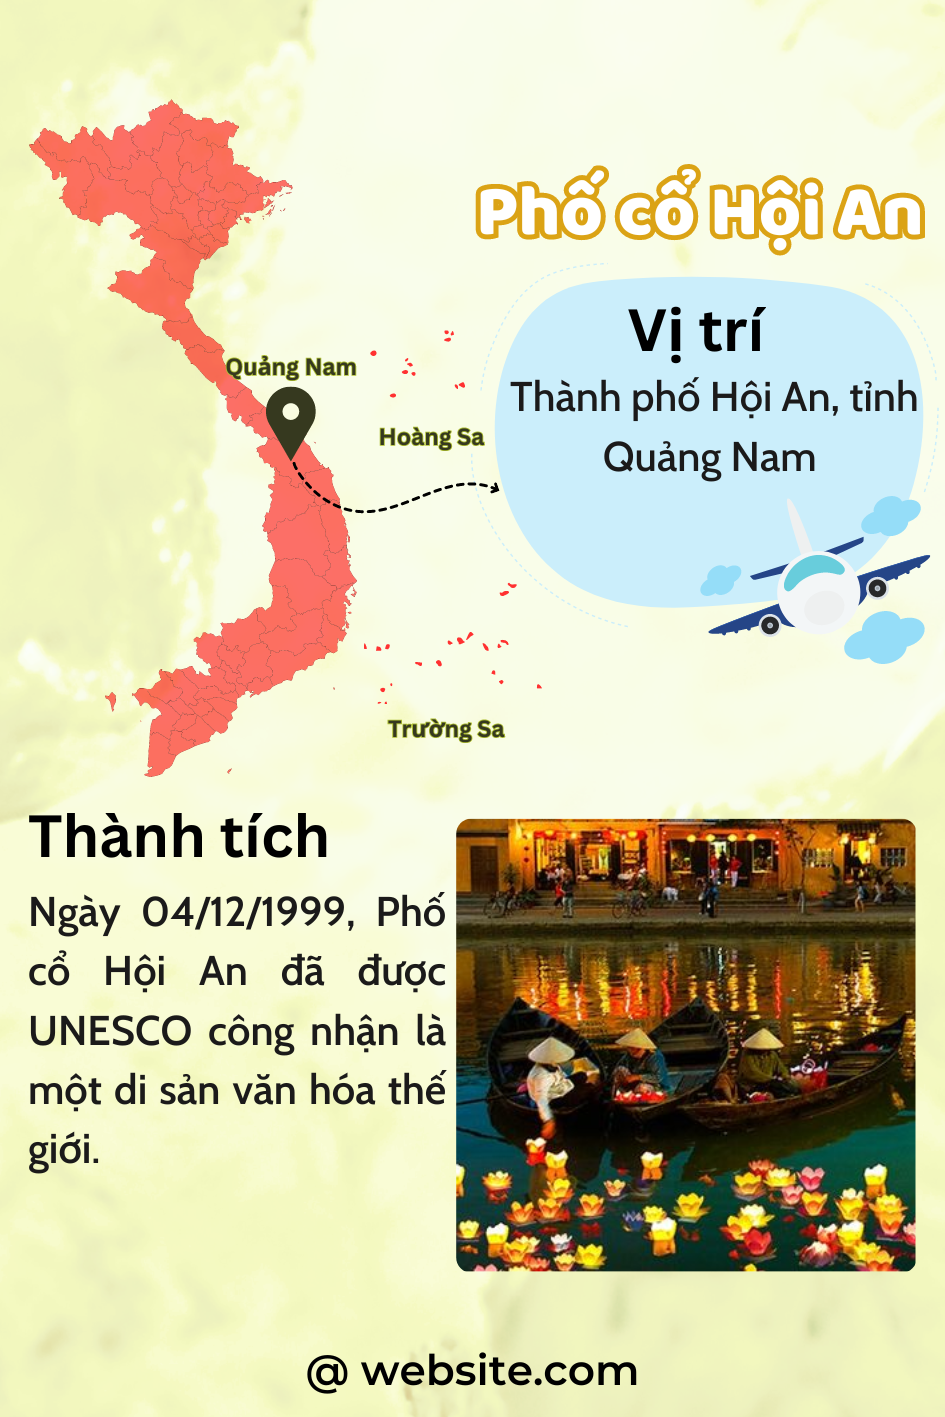 Phố cổ Hội An
Vị trí
Thành phố Hội An, tỉnh
Quảng Nam
Quảng Nam
Hoàng Sa
Trường Sa
Thành tích
Ngày 04/12/1999, Phố
cổ Hội An đã được
UNESCO công nhận là
một di sản văn hóa thế
giới.
@ website.com